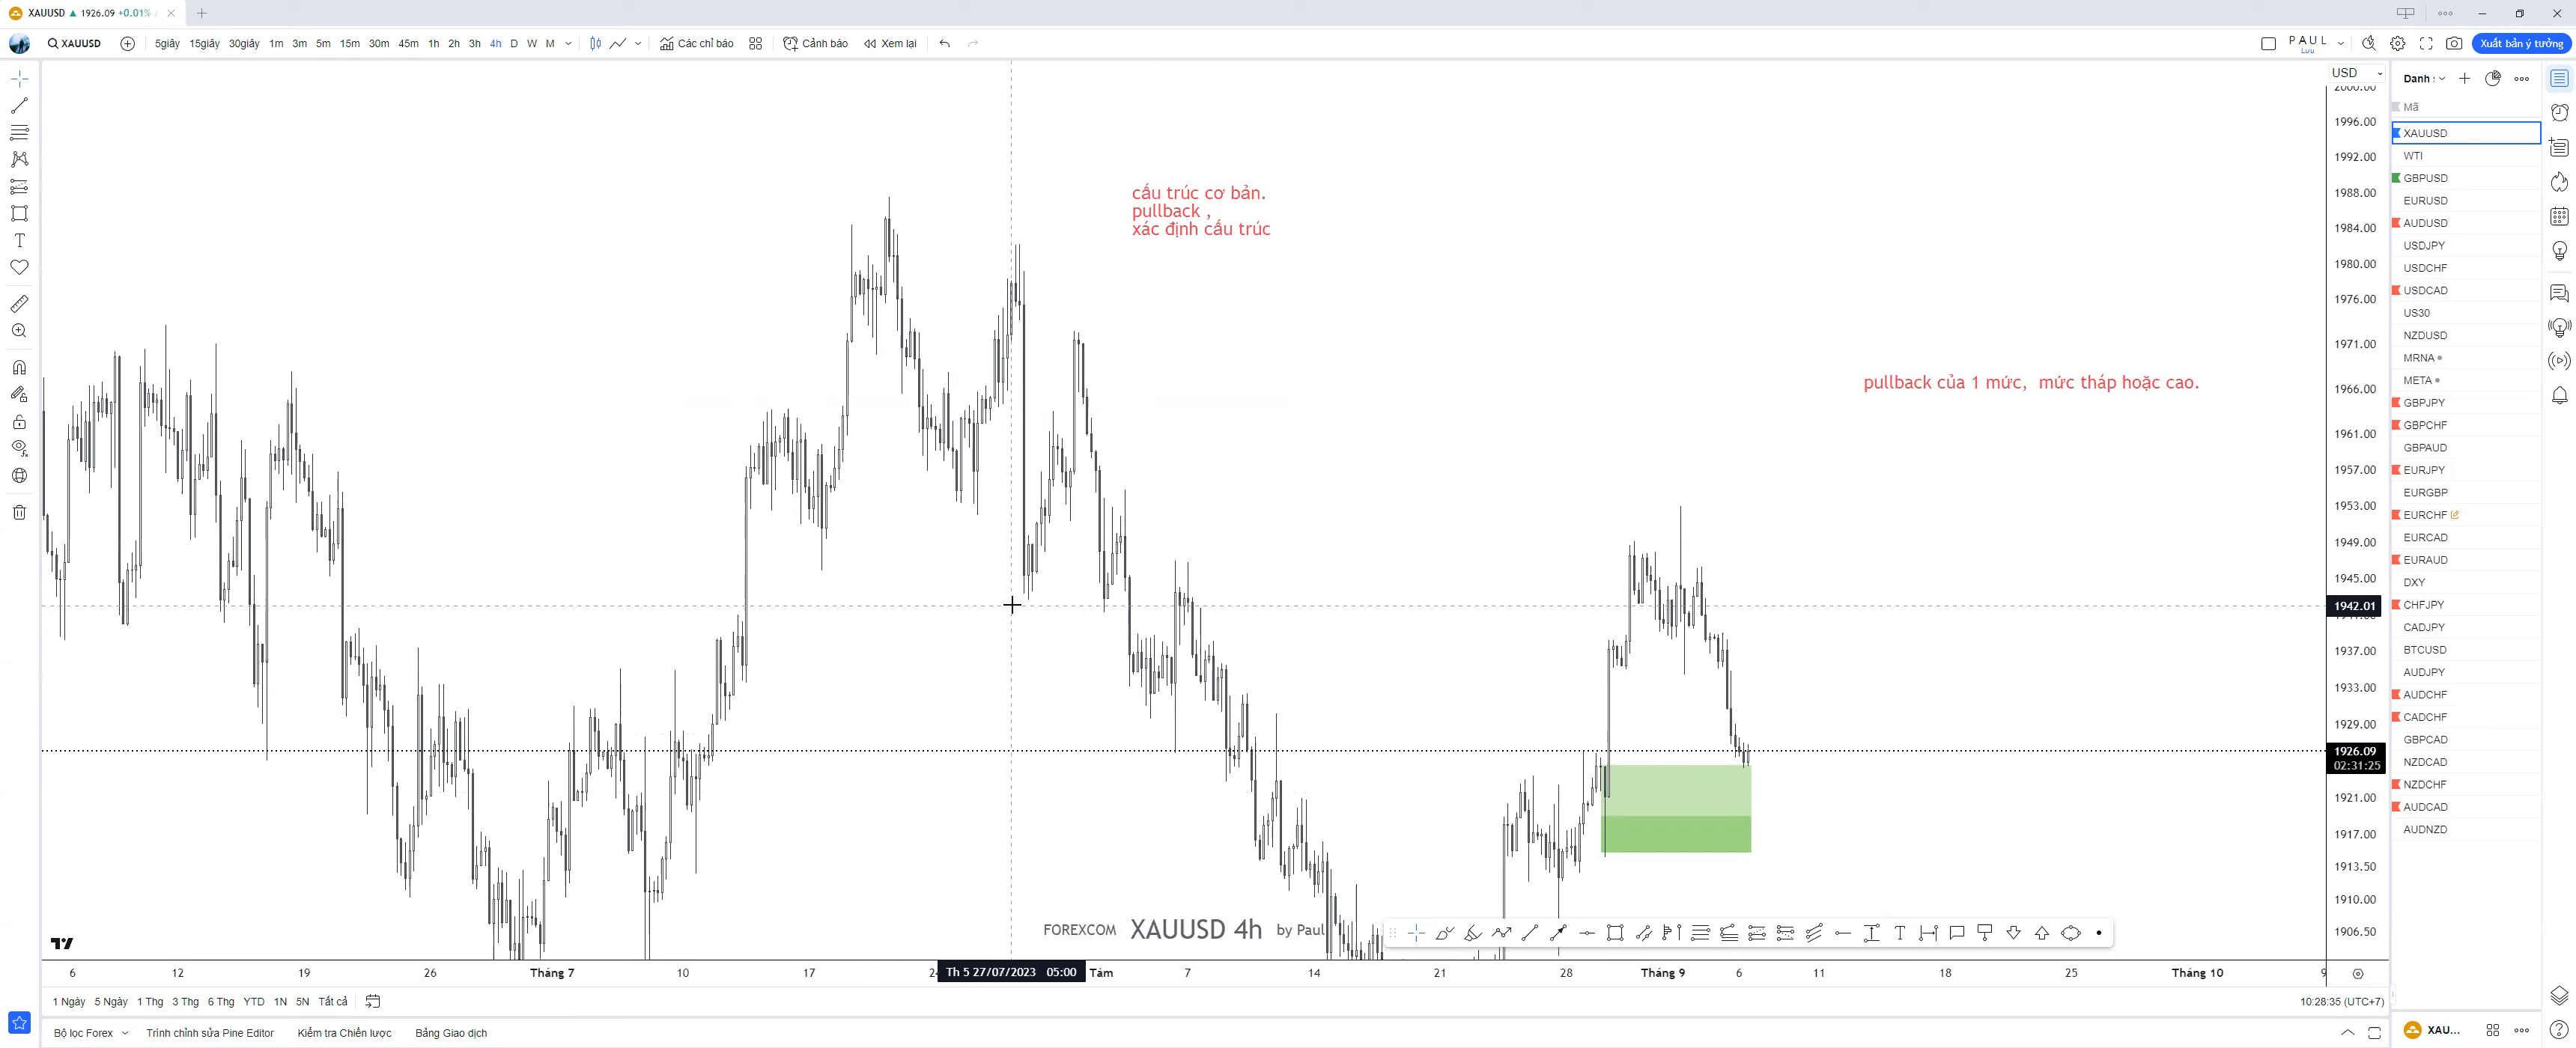 XAUUSD ▲ 1926.09 +0.01% /
XAUUSD 5giây 15giây 30giây 1m 3m 5m 15m 30m 45m 1h 2h 3h 4h D W M Các chỉ báo Cảnh báo Xem lại PAUL Lưu Xuất bản ý tưởng
cấu trúc cơ bản.
pullback ,
xác định cấu trúc
pullback của 1 mức, mức tháp hoặc cao.
USD
2000.00
1996.00
1992.00
1988.00
1984.00
1980.00
1976.00
1971.00
1966.00
1961.00
1957.00
1953.00
1949.00
1945.00
1942.01
1937.00
1933.00
1929.00
1926.09
02:31:25
1921.00
1917.00
1913.50
1910.00
1906.50
FOREXCOM XAUUSD 4h by Paul
6 12 19 26 Tháng 7 10 17 Th 5 27/07/2023 05:00 Tám 7 14 21 28 Tháng 9 6 11 18 25 Tháng 10 9
1 Ngày 5 Ngày 1 Thg 3 Thg 6 Thg YTD 1N 5N Tất cả 10:28:35 (UTC+7)
Bộ lọc Forex Trình chỉnh sửa Pine Editor Kiểm tra Chiến lược Bảng Giao dịch
Danh :
Mã
XAUUSD
WTI
GBPUSD
EURUSD
AUDUSD
USDJPY
USDCHF
USDCAD
US30
NZDUSD
MRNA
META
GBPJPY
GBPCHF
GBPAUD
EURJPY
EURGBP
EURCHF
EURCAD
EURAUD
DXY
CHFJPY
CADJPY
BTCUSD
AUDJPY
AUDCHF
CADCHF
GBPCAD
NZDCAD
NZDCHF
AUDCAD
AUDNZD
XAU...